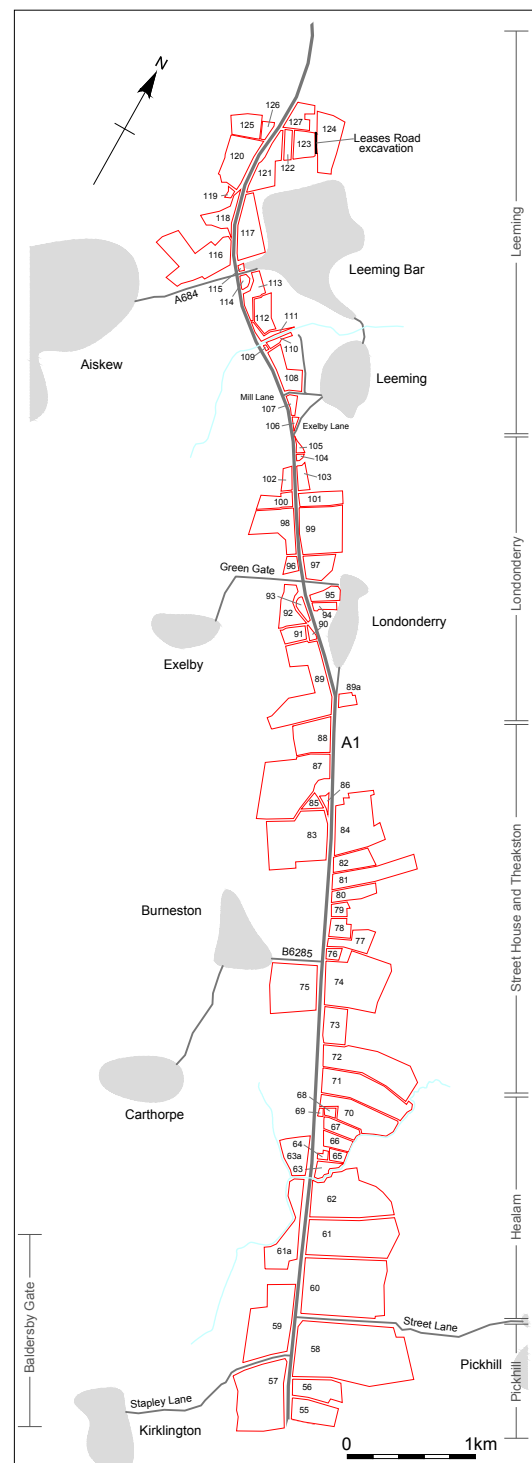 N
126
127
125
124
Leases Road
excavation
123
120
122
121
119
118
117
116
Leeming
Leeming Bar
115
A684
113
114
112
111
110
109
Aiskew
108
Leeming
Mill Lane
107
106
Exelby Lane
105
104
103
102
101
100
98
99
Londonderry
96
97
Green Gate
95
93
94
92
90
Londonderry
91
Exelby
89
89a
88
A1
87
86
85
84
83
82
81
80
Street House and Theakston
Burneston
79
78
77
B6285
76
75
74
73
72
71
Carthorpe
68
69
70
67
66
64
65
63a
63
62
Healam
61
61a
60
Baldersby Gate
59
Street Lane
58
Pickhill
Pickhill
57
56
Stapley Lane
55
Kirklington
0
1km